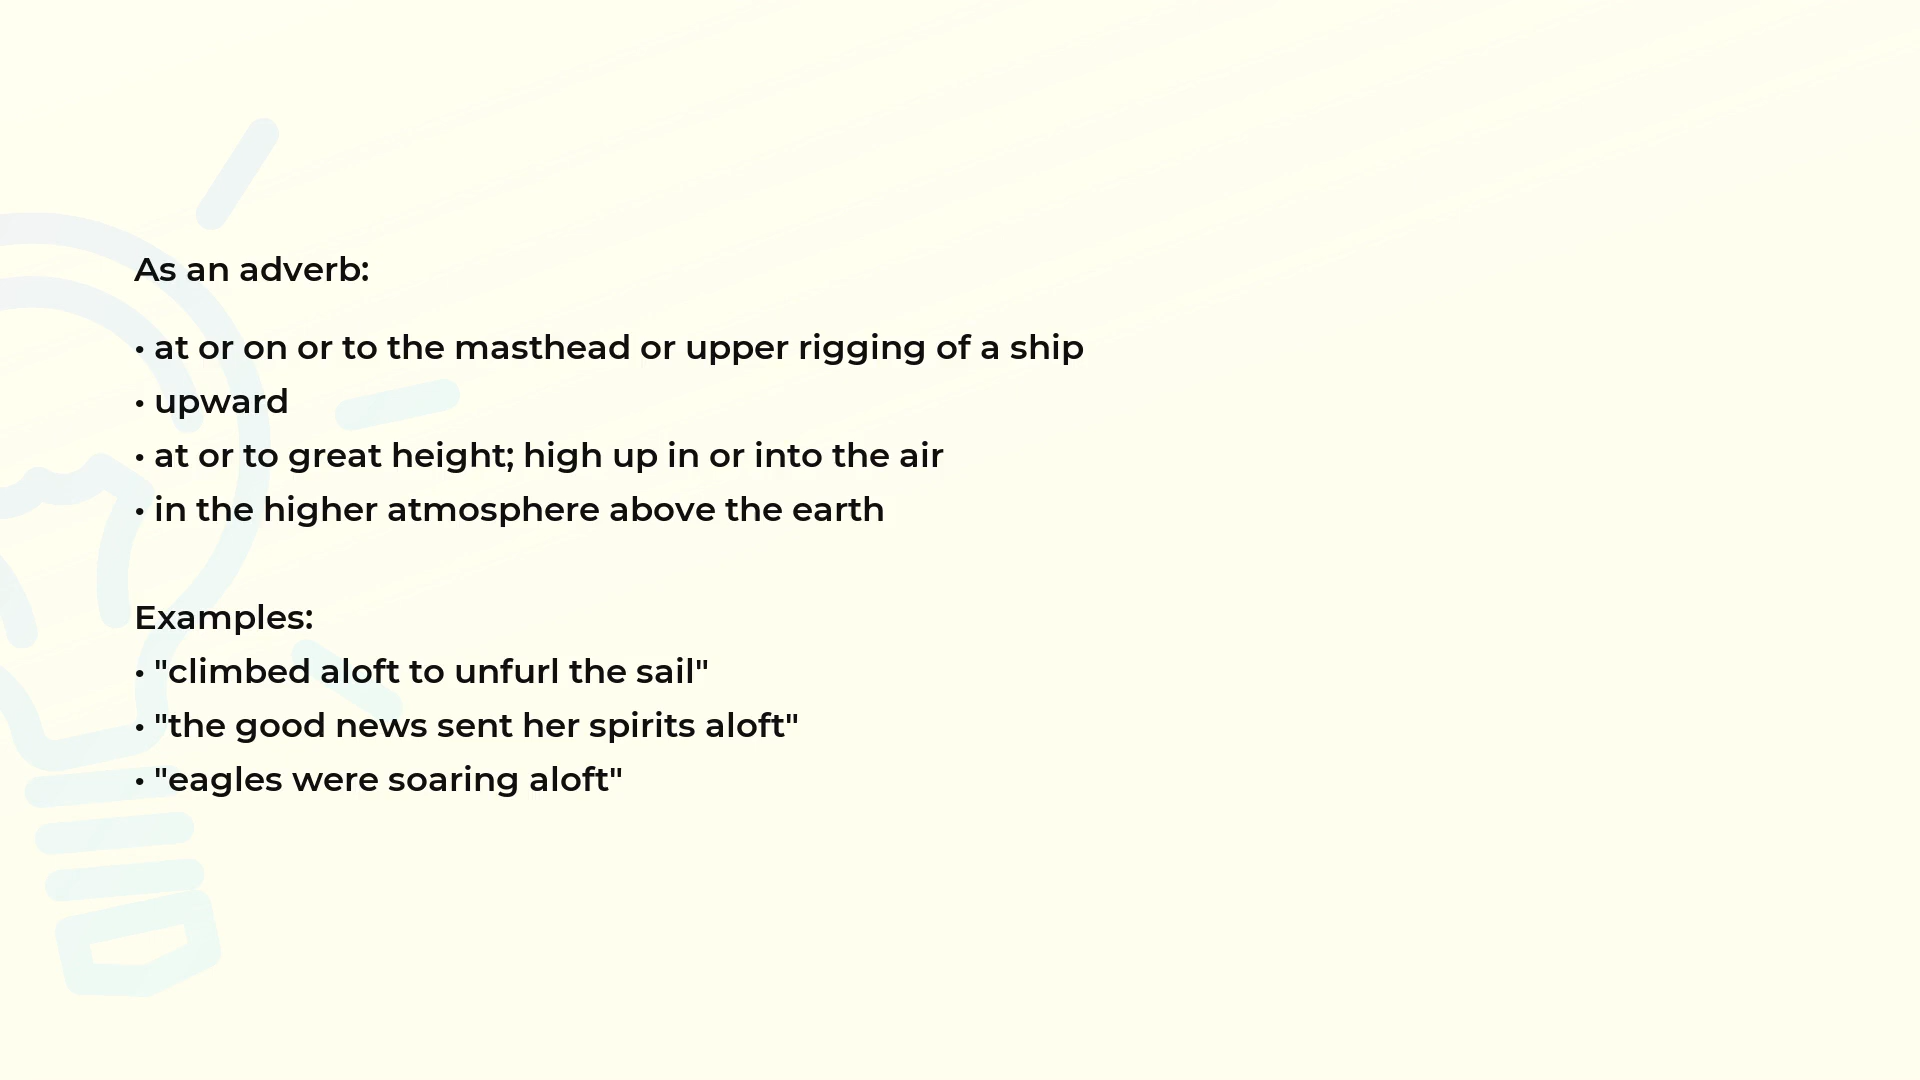 As an adverb:
• at or on or to the masthead or upper rigging of a ship
• upward
• at or to great height; high up in or into the air
• in the higher atmosphere above the earth
Examples:
• "climbed aloft to unfurl the sail"
• "the good news sent her spirits aloft"
• "eagles were soaring aloft"